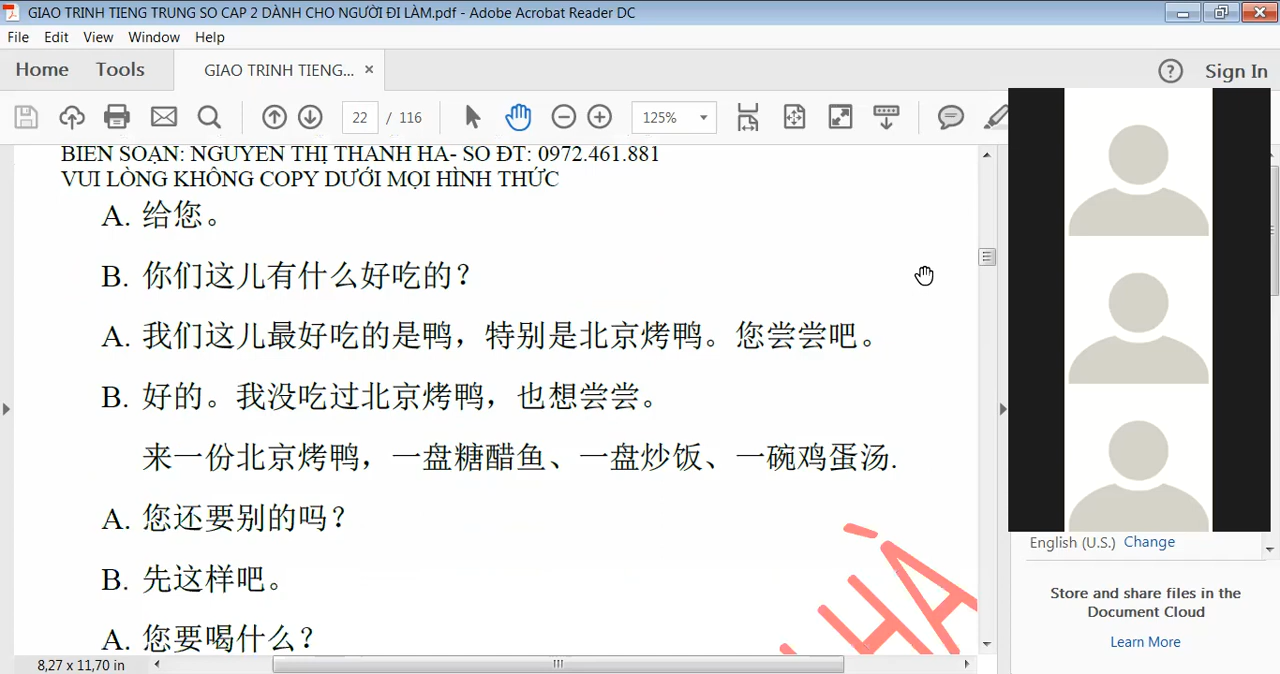 GIAO TRINH TIENG TRUNG SO CAP 2 DÀNH CHO NGƯỜI ĐI LÀM.pdf - Adobe Acrobat Reader DC
File Edit View Window Help
Home Tools GIAO TRINH TIENG... × ? Sign In
22 / 116 125%
BIEN SOẠN: NGUYEN THỊ THANH HA- SO ĐT: 0972.461.881
VUI LÒNG KHÔNG COPY DƯỚI MỌI HÌNH THỨC
A. 给您。
B. 你们这儿有什么好吃的?
A. 我们这儿最好吃的是鸭，特别是北京烤鸭。您尝尝吧。
B. 好的。我没吃过北京烤鸭，也想尝尝。
来一份北京烤鸭，一盘糖醋鱼、一盘炒饭、一碗鸡蛋汤.
A. 您还要别的吗?
B. 先这样吧。
A. 您要喝什么?
HÀ
English (U.S.) Change
Store and share files in the
Document Cloud
Learn More
8,27 x 11,70 in